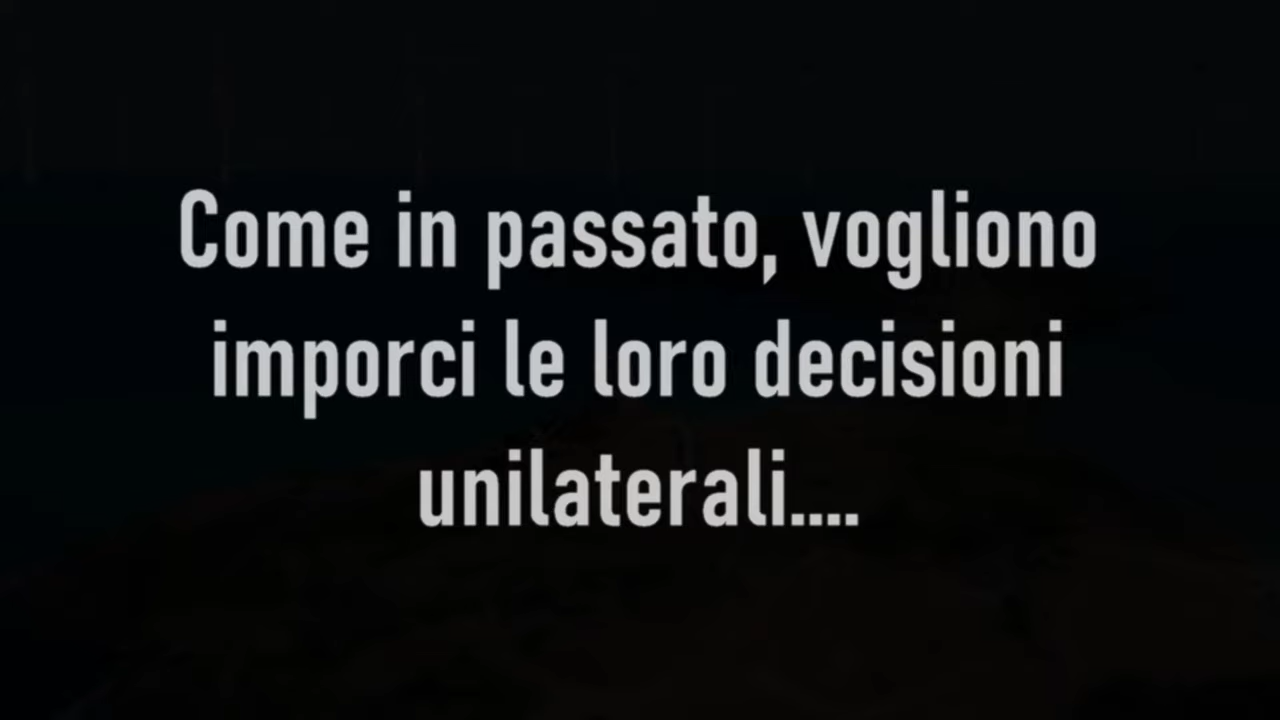 Come in passato, vogliono
imporci le loro decisioni
unilaterali....